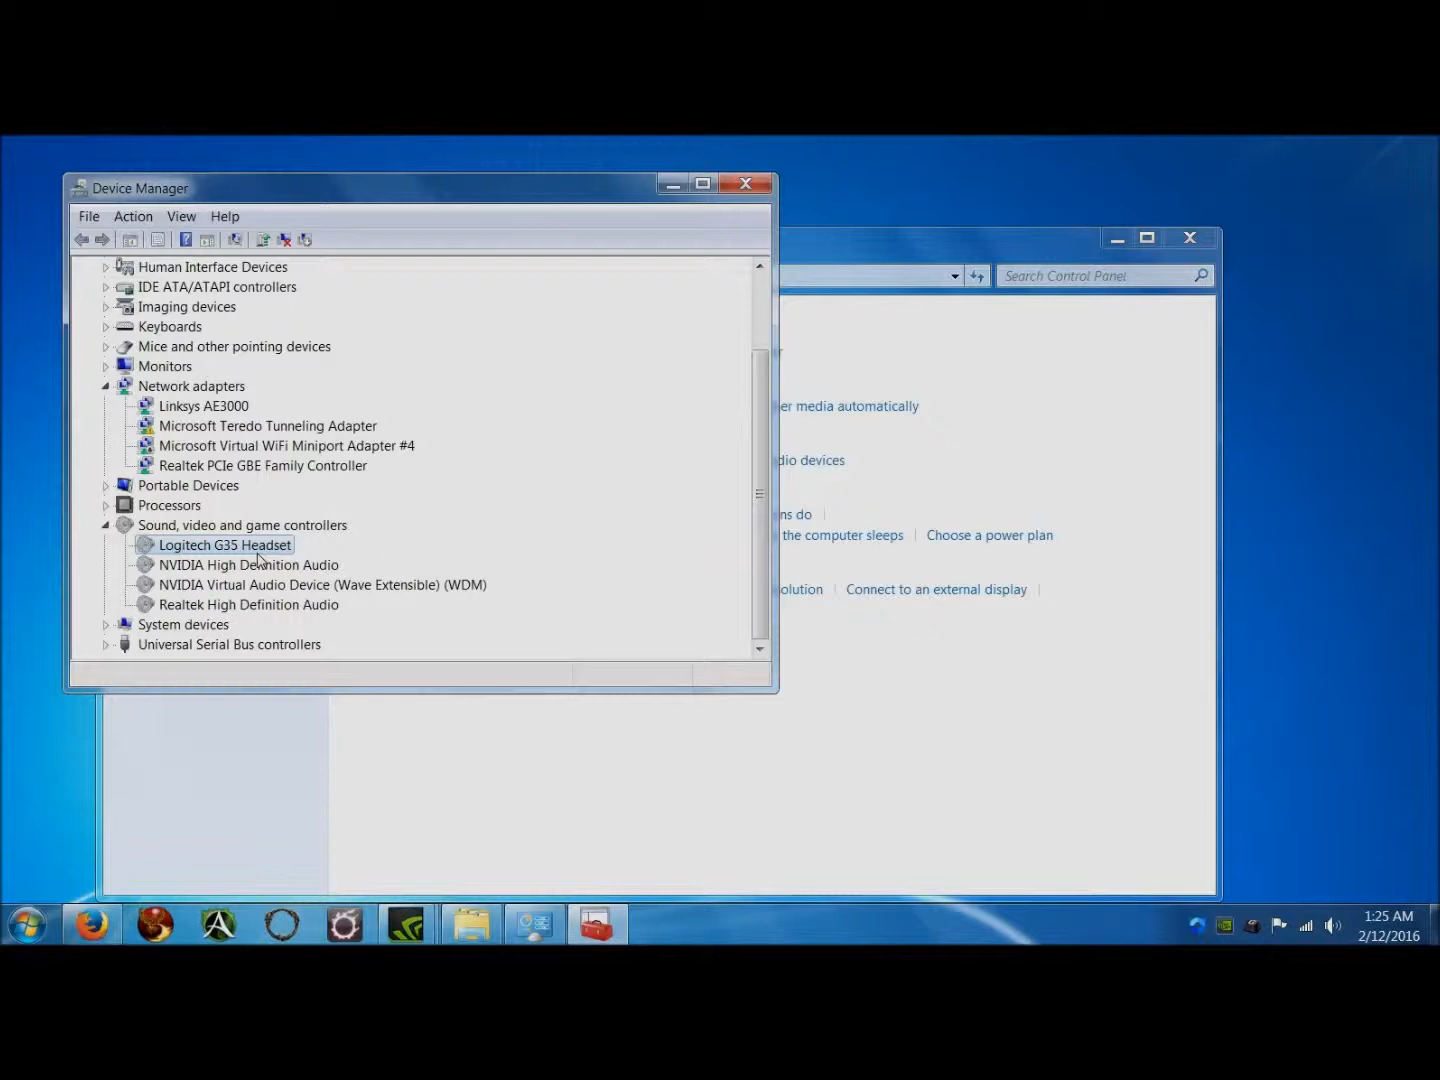 Device Manager
File Action View Help
Human Interface Devices
IDE ATA/ATAPI controllers
Imaging devices
Keyboards
Mice and other pointing devices
Monitors
Network adapters
Linksys AE3000
Microsoft Teredo Tunneling Adapter
Microsoft Virtual WiFi Miniport Adapter #4
Realtek PCIe GBE Family Controller
Portable Devices
Processors
Sound, video and game controllers
Logitech G35 Headset
NVIDIA High Definition Audio
NVIDIA Virtual Audio Device (Wave Extensible) (WDM)
Realtek High Definition Audio
System devices
Universal Serial Bus controllers
Search Control Panel
er media automatically
dio devices
ns do
the computer sleeps Choose a power plan
olution Connect to an external display
1:25 AM
2/12/2016